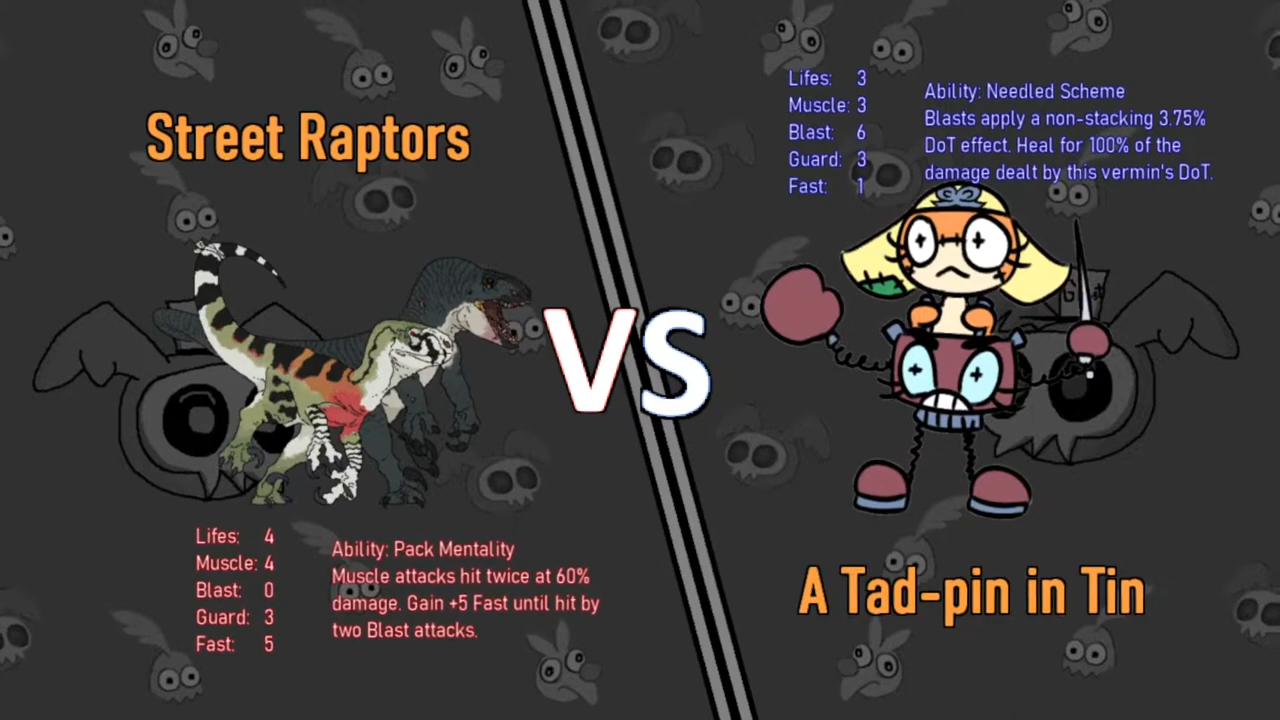 Street Raptors
Lifes: 4
Muscle: 4
Blast: 0
Guard: 3
Fast: 5
Ability: Pack Mentality
Muscle attacks hit twice at 60%
damage. Gain +5 Fast until hit by
two Blast attacks.
VS
Lifes: 3
Muscle: 3
Blast: 6
Guard: 3
Fast: 1
Ability: Needled Scheme
Blasts apply a non-stacking 3.75%
DoT effect. Heal for 100% of the
damage dealt by this vermin's DoT.
A Tad-pin in Tin